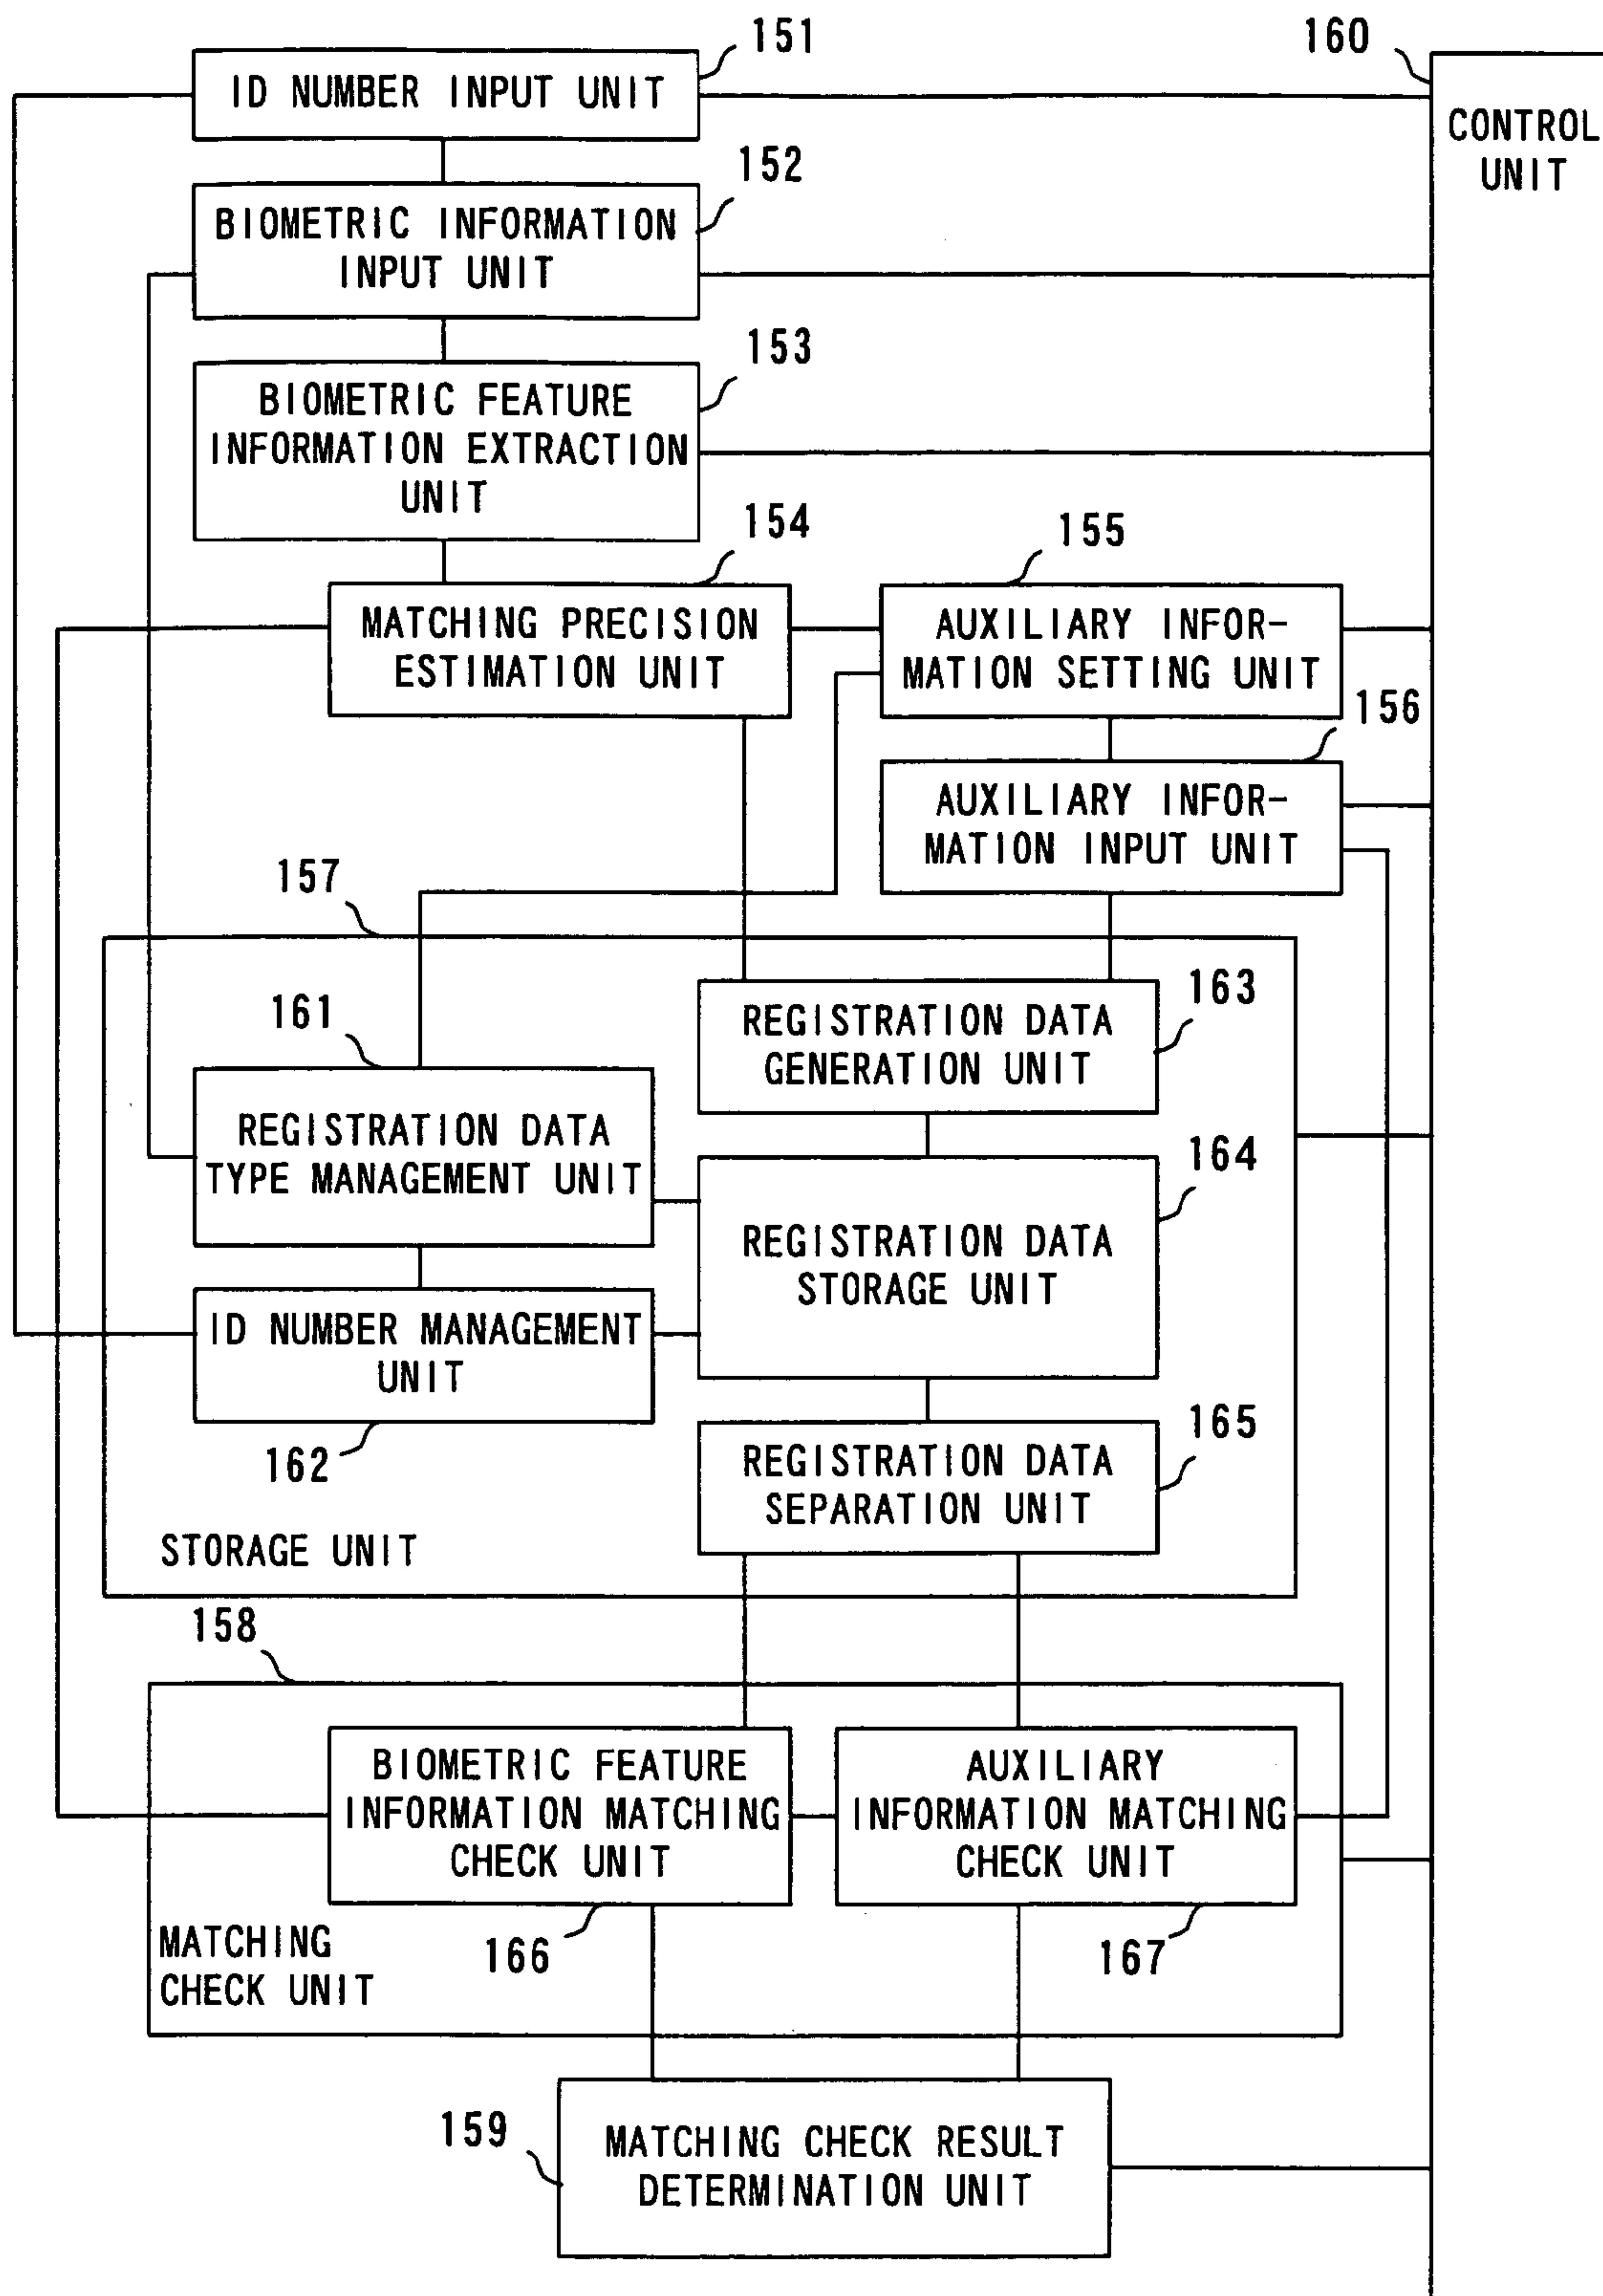 151
160
ID NUMBER INPUT UNIT
CONTROL
UNIT
152
BIOMETRIC INFORMATION
INPUT UNIT
153
BIOMETRIC FEATURE
INFORMATION EXTRACTION
UNIT
154
155
MATCHING PRECISION
ESTIMATION UNIT
AUXILIARY INFOR-
MATION SETTING UNIT
156
AUXILIARY INFOR-
MATION INPUT UNIT
157
161
163
REGISTRATION DATA
GENERATION UNIT
REGISTRATION DATA
TYPE MANAGEMENT UNIT
164
REGISTRATION DATA
STORAGE UNIT
ID NUMBER MANAGEMENT
UNIT
162
165
REGISTRATION DATA
SEPARATION UNIT
STORAGE UNIT
158
BIOMETRIC FEATURE
INFORMATION MATCHING
CHECK UNIT
AUXILIARY
INFORMATION MATCHING
CHECK UNIT
166
167
MATCHING
CHECK UNIT
159
MATCHING CHECK RESULT
DETERMINATION UNIT